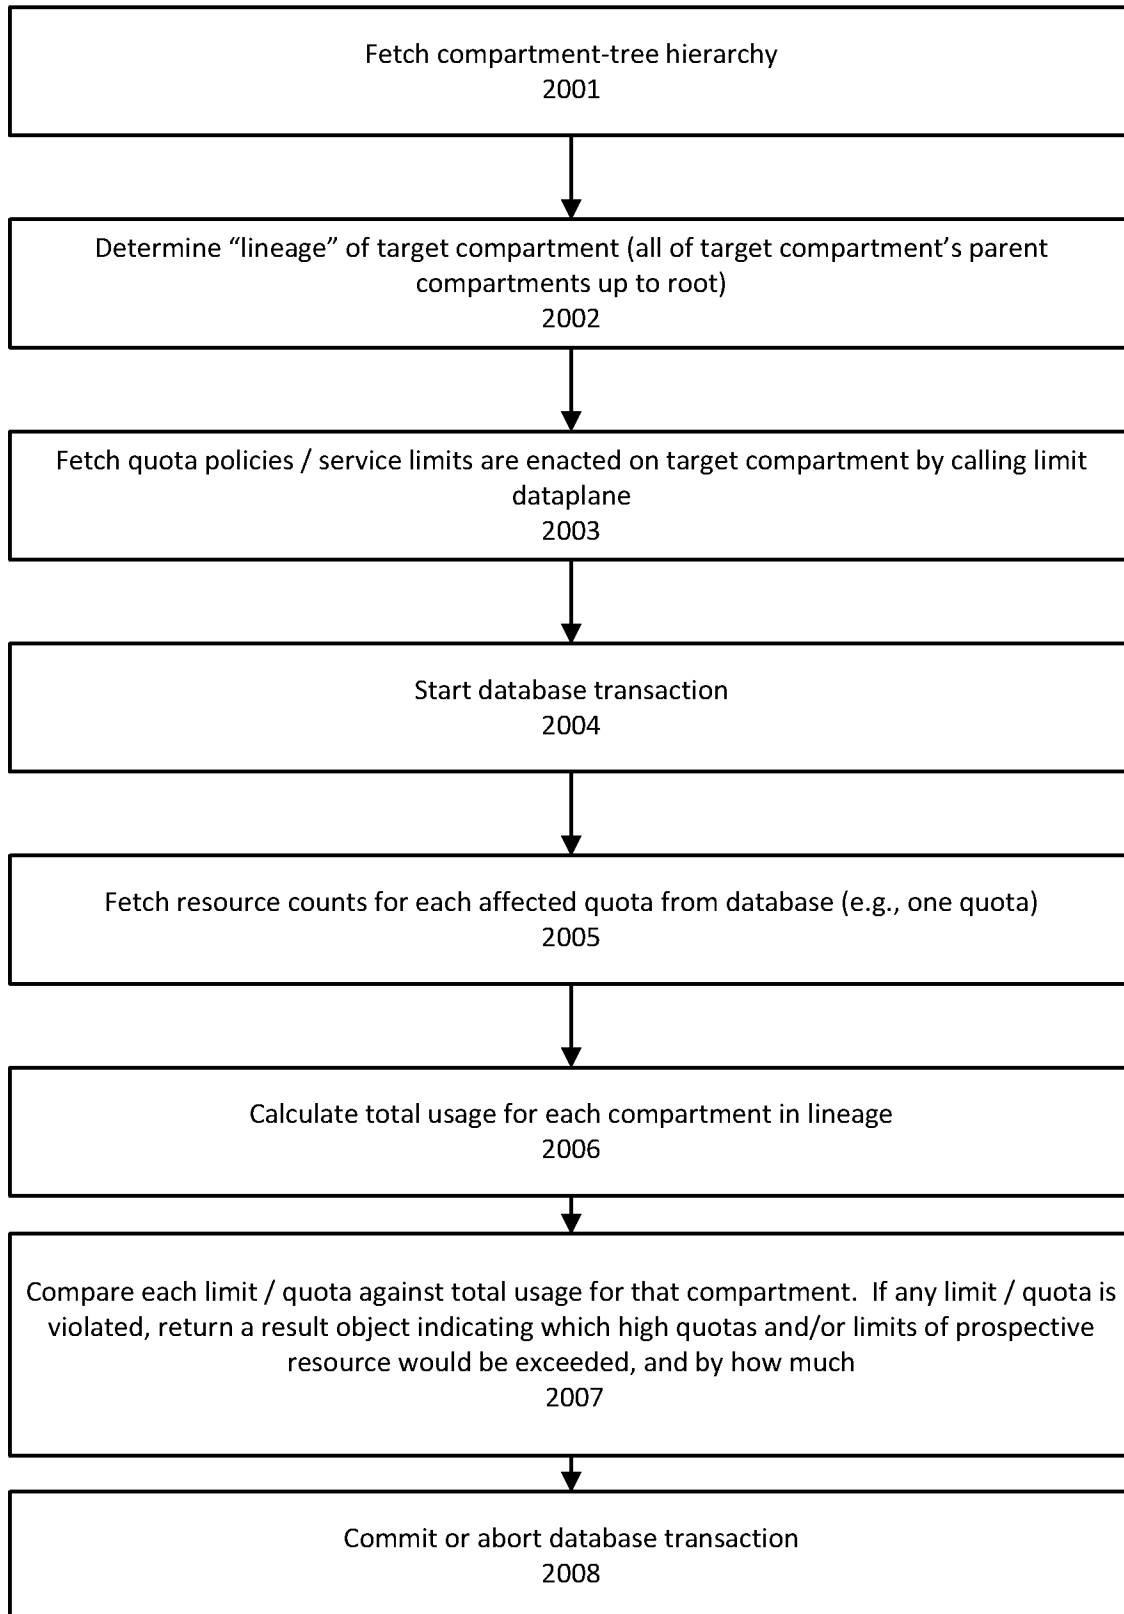 Fetch compartment-tree hierarchy
2001
Determine “lineage” of target compartment (all of target compartment’s parent
compartments up to root)
2002
Fetch quota policies / service limits are enacted on target compartment by calling limit
dataplane
2003
Start database transaction
2004
Fetch resource counts for each affected quota from database (e.g., one quota)
2005
Calculate total usage for each compartment in lineage
2006
Compare each limit / quota against total usage for that compartment.  If any limit / quota is
violated, return a result object indicating which high quotas and/or limits of prospective
resource would be exceeded, and by how much
2007
Commit or abort database transaction
2008